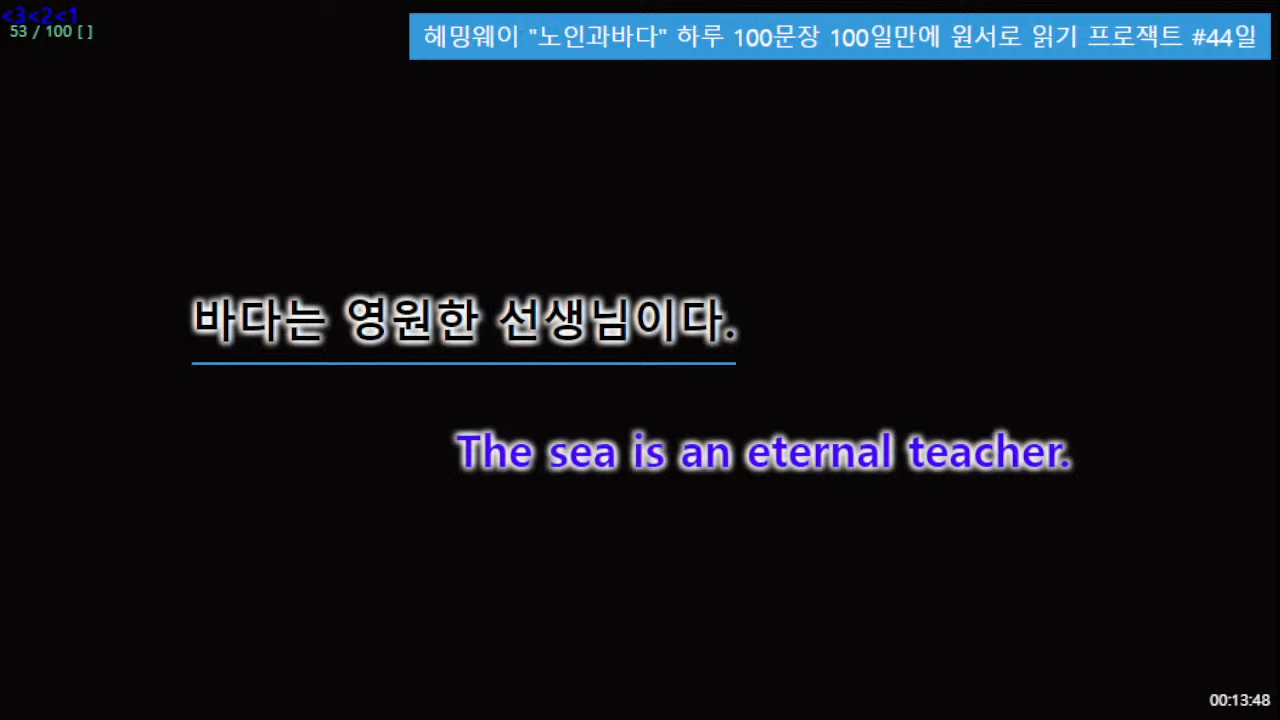 <3<2<1
53 / 100 [ ]
헤밍웨이 "노인과바다" 하루 100문장 100일만에 원서로 읽기 프로잭트 #44일
바다는 영원한 선생님이다.
The sea is an eternal teacher.
00:13:48